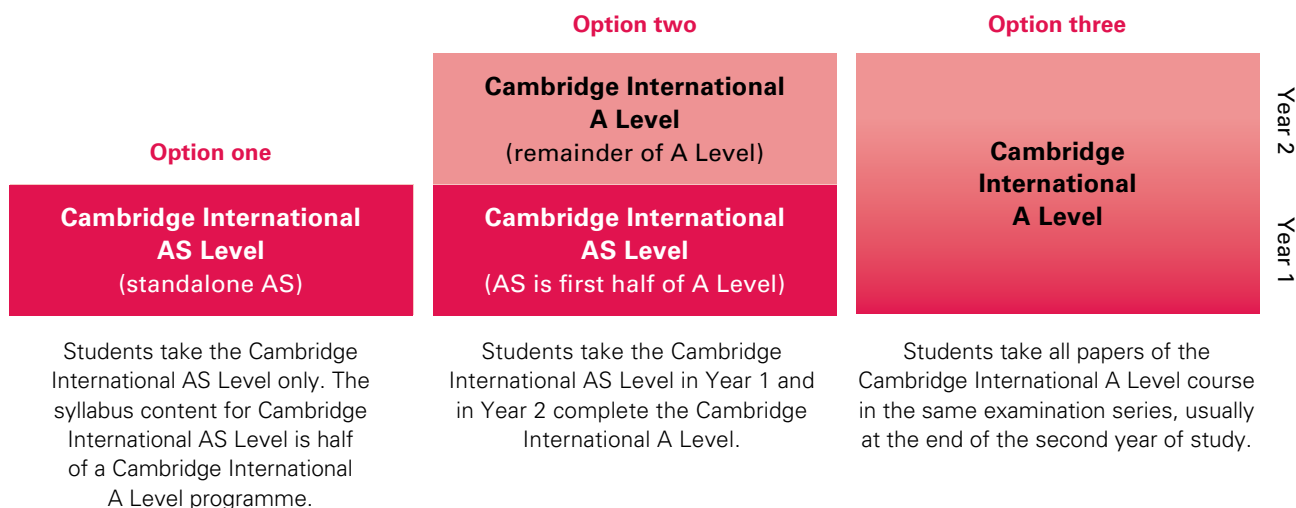 Option one
Cambridge International
AS Level
(standalone AS)
Students take the Cambridge
International AS Level only. The
syllabus content for Cambridge
International AS Level is half
of a Cambridge International
A Level programme.
Option two
Cambridge International
A Level
(remainder of A Level)
Cambridge International
AS Level
(AS is first half of A Level)
Students take the Cambridge
International AS Level in Year 1 and
in Year 2 complete the Cambridge
International A Level.
Option three
Cambridge
International
A Level
Students take all papers of the
Cambridge International A Level course
in the same examination series, usually
at the end of the second year of study.
Year 2
Year 1